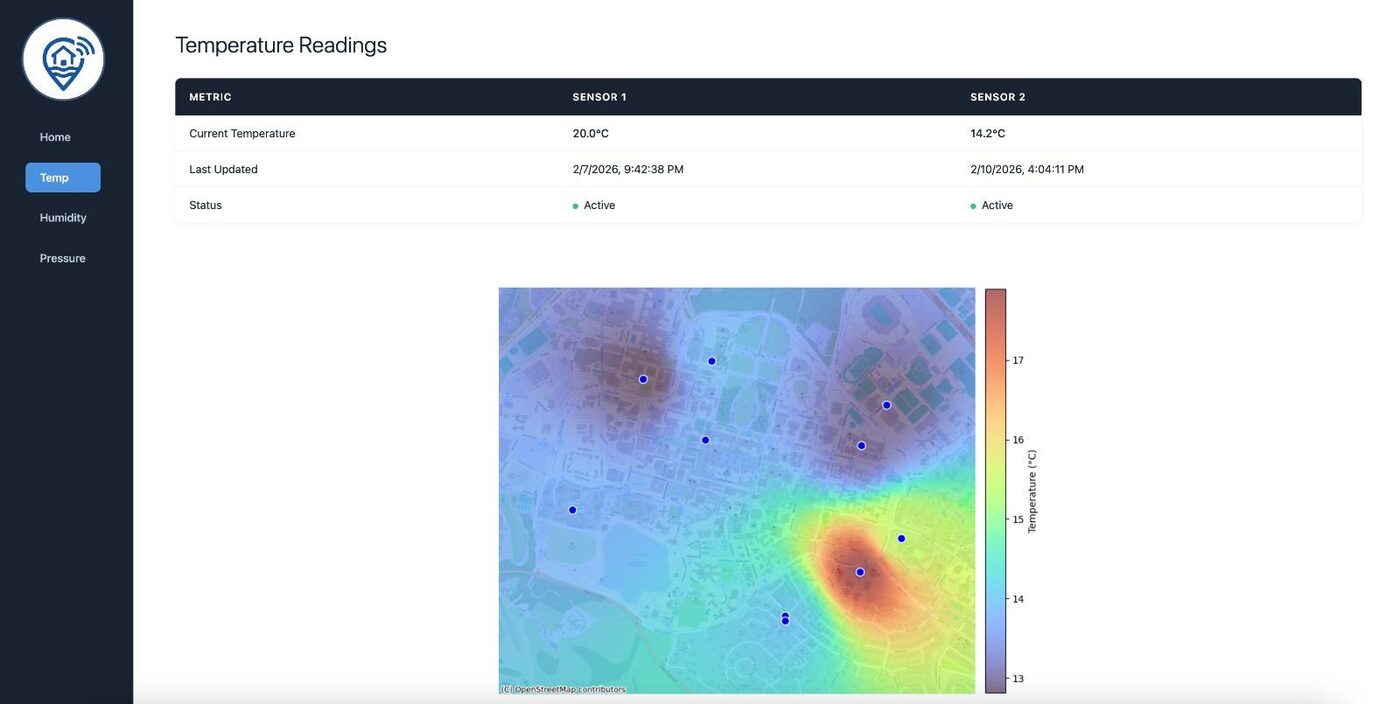 Temperature Readings
METRIC SENSOR 1 SENSOR 2
Current Temperature 20.0°C 14.2°C
Last Updated 2/7/2026, 9:42:38 PM 2/10/2026, 4:04:11 PM
Status Active Active
Home
Temp
Humidity
Pressure
17
16
15
14
13
Temperature (°C)
(C) OpenStreetMap contributors